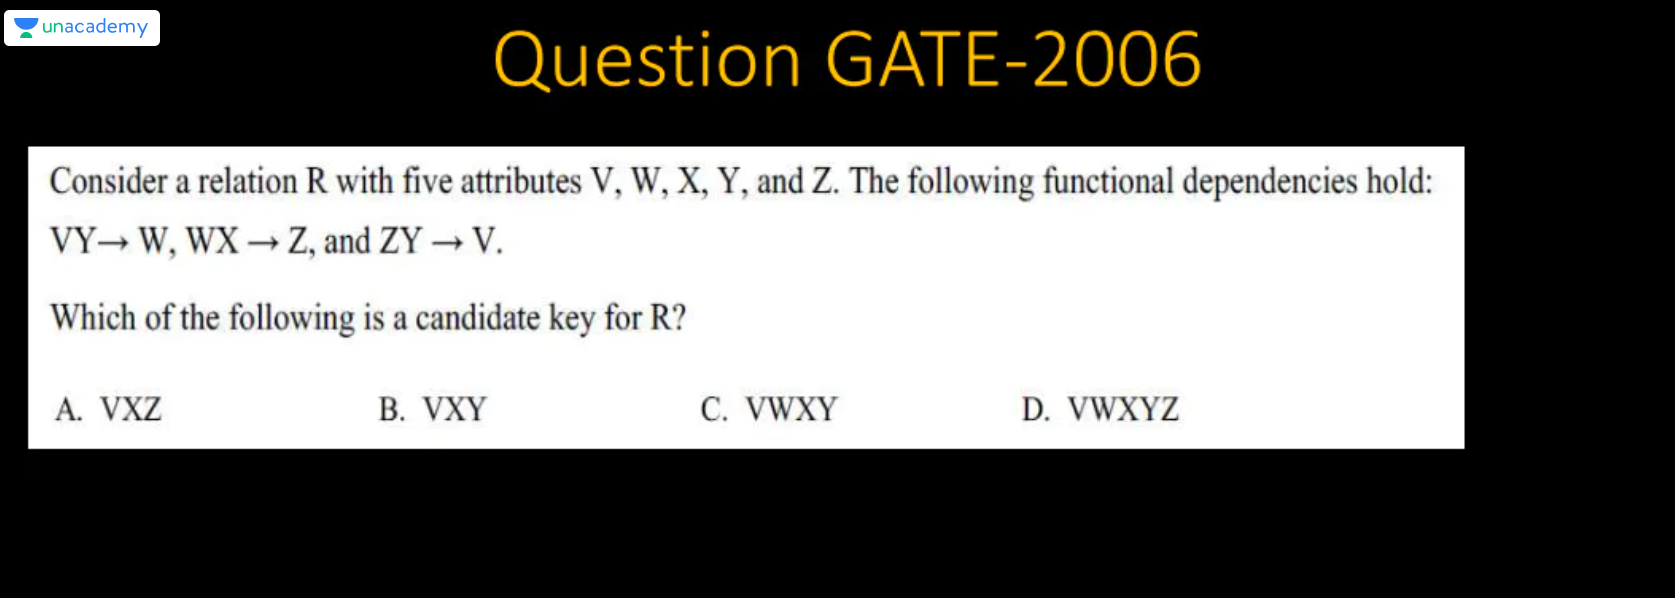 unacademy
Question GATE-2006
Consider a relation R with five attributes V, W, X, Y, and Z. The following functional dependencies hold:
VY→ W, WX → Z, and ZY → V.
Which of the following is a candidate key for R?
A. VXZ B. VXY C. VWXY D. VWXYZ